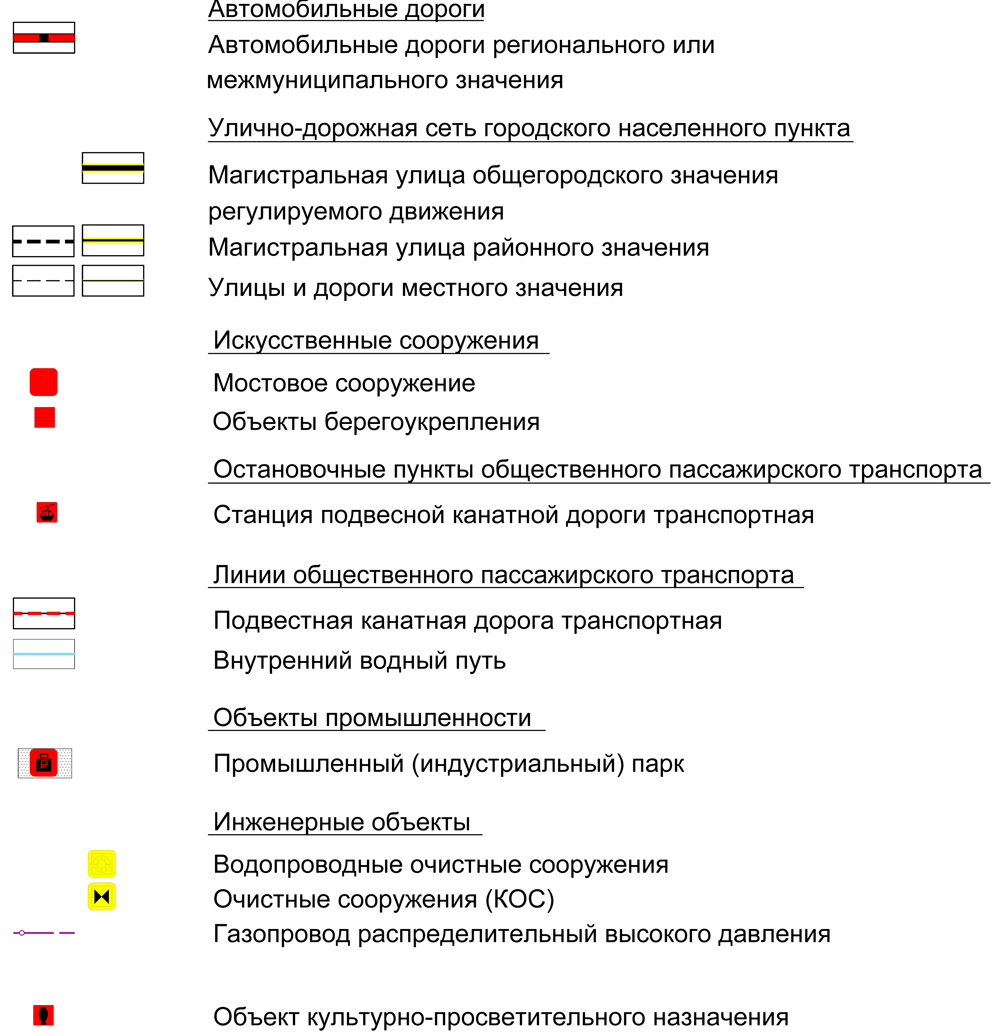 Автомобильные дороги
Автомобильные дороги регионального или
межмуниципального значения
Улично-дорожная сеть городского населенного пункта
Магистральная улица общегородского значения
регулируемого движения
Магистральная улица районного значения
Улицы и дороги местного значения
Искусственные сооружения
Мостовое сооружение
Объекты берегоукрепления
Остановочные пункты общественного пассажирского транспорта
Станция подвесной канатной дороги транспортная
Линии общественного пассажирского транспорта
Подвестная канатная дорога транспортная
Внутренний водный путь
Объекты промышленности
Промышленный (индустриальный) парк
Инженерные объекты
Водопроводные очистные сооружения
Очистные сооружения (КОС)
Газопровод распределительный высокого давления
Объект культурно-просветительного назначения